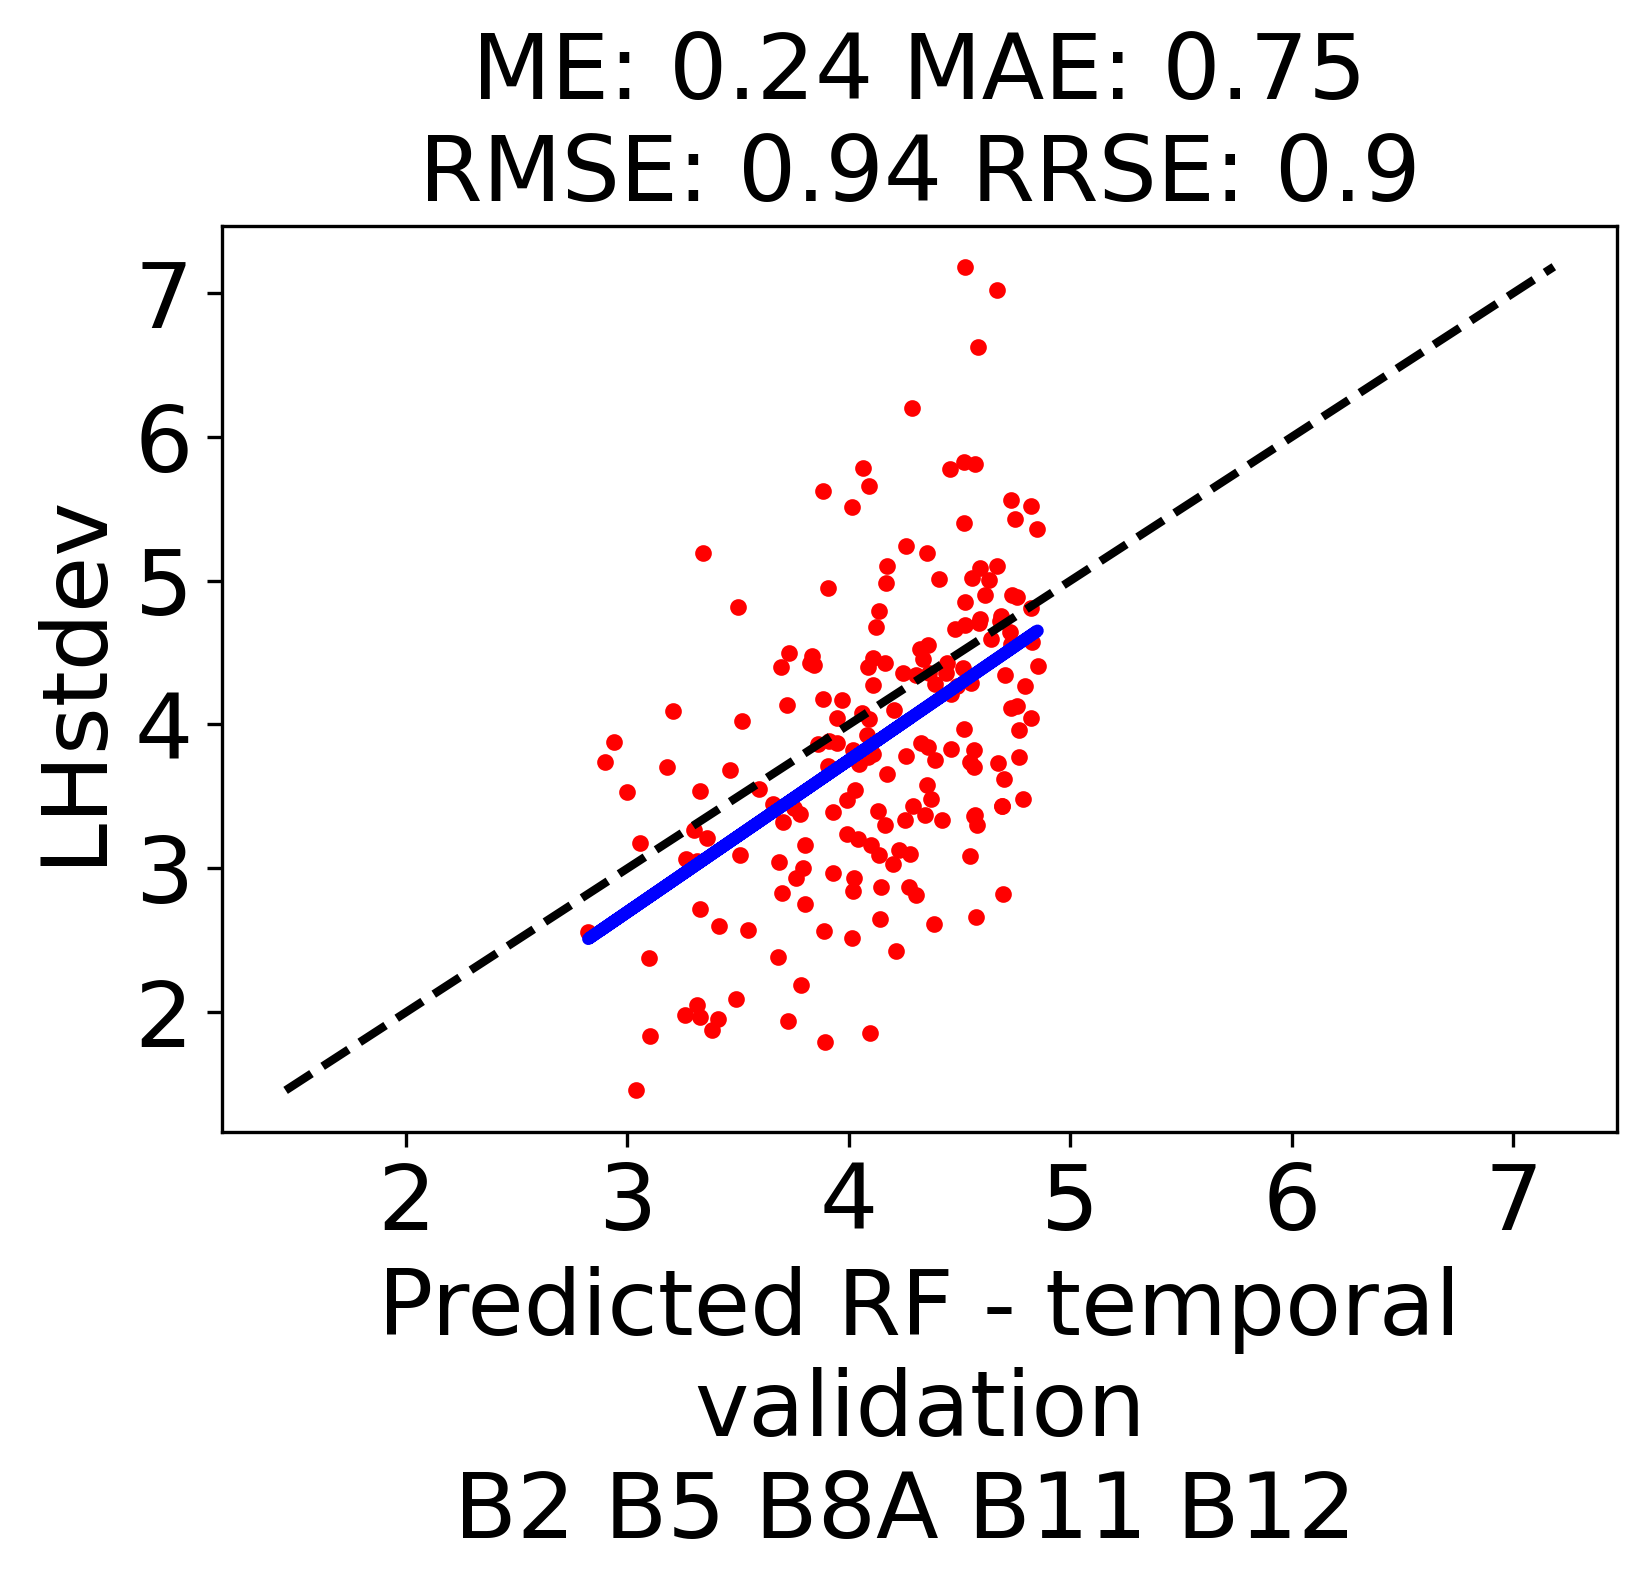 ME: 0.24 MAE: 0.75
RMSE: 0.94 RRSE: 0.9
LHstdev
7
6
5
4
3
2
2 3 4 5 6 7
Predicted RF - temporal
validation
B2 B5 B8A B11 B12